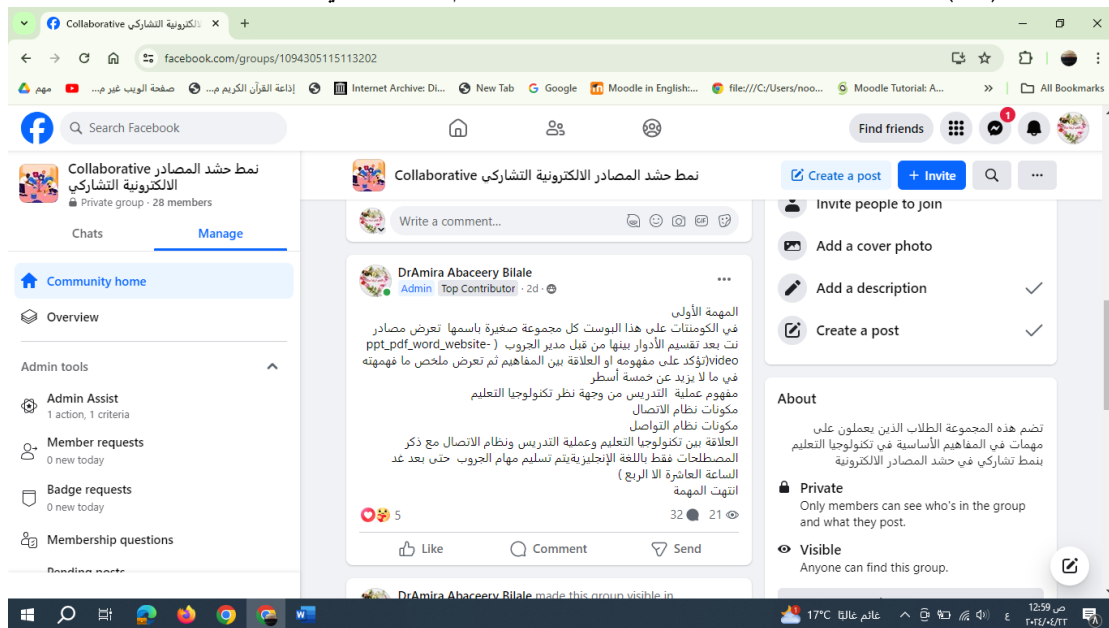 الكترونية التشاركي Collaborative
facebook.com/groups/1094305115113202
مهم
صفحة الويب غير م...
إذاعة القرآن الكريم م...
Internet Archive: Di...
New Tab
Google
Moodle in English:...
file:///C:/Users/noo...
Moodle Tutorial: A...
All Bookmarks
Search Facebook
Find friends
1
نمط حشد المصادر Collaborative
الالكترونية التشاركي
Private group · 28 members
Chats
Manage
Community home
Overview
Admin tools
Admin Assist
1 action, 1 criteria
Member requests
0 new today
Badge requests
0 new today
Membership questions
Pending posts
نمط حشد المصادر الالكترونية التشاركي Collaborative
Create a post
+ Invite
Write a comment...
GIF
DrAmira Abaceery Bilale
Admin Top Contributor · 2d ·
المهمة الأولى
في الكومنتات على هذا البوست كل مجموعة صغيرة باسمها تعرض مصادر
نت بعد تقسيم الأدوار بينها من قبل مدير الجروب ( -ppt_pdf_word_website
video(تؤكد على مفهومه او العلاقة بين المفاهيم ثم تعرض ملخص ما فهمهته
في ما لا يزيد عن خمسة أسطر
مفهوم عملية التدريس من وجهة نظر تكنولوجيا التعليم
مكونات نظام الاتصال
مكونات نظام التواصل
العلاقة بين تكنولوجيا التعليم وعملية التدريس ونظام الاتصال مع ذكر
المصطلحات فقط باللغة الإنجليزيةيتم تسليم مهام الجروب حتى بعد غد
الساعة العاشرة الا الربع )
انتهت المهمة
5
32
21
Like
Comment
Send
DrAmira Abaceery Bilale made this group visible in
Invite people to join
Add a cover photo
Add a description
Create a post
About
تضم هذه المجموعة الطلاب الذين يعملون على
مهمات في المفاهيم الأساسية في تكنولوجيا التعليم
بنمط تشاركي في حشد المصادر الالكترونية
Private
Only members can see who's in the group
and what they post.
Visible
Anyone can find this group.
17°C غائم غالبًا
ع
12:59 ص
٢٠٢٤/٠٤/٢٢